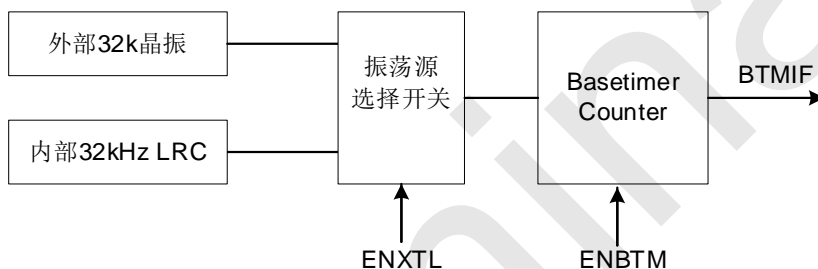 外部32k晶振
内部32kHz LRC
振荡源
选择开关
Basetimer
Counter
BTMIF
ENXTL
ENBTM